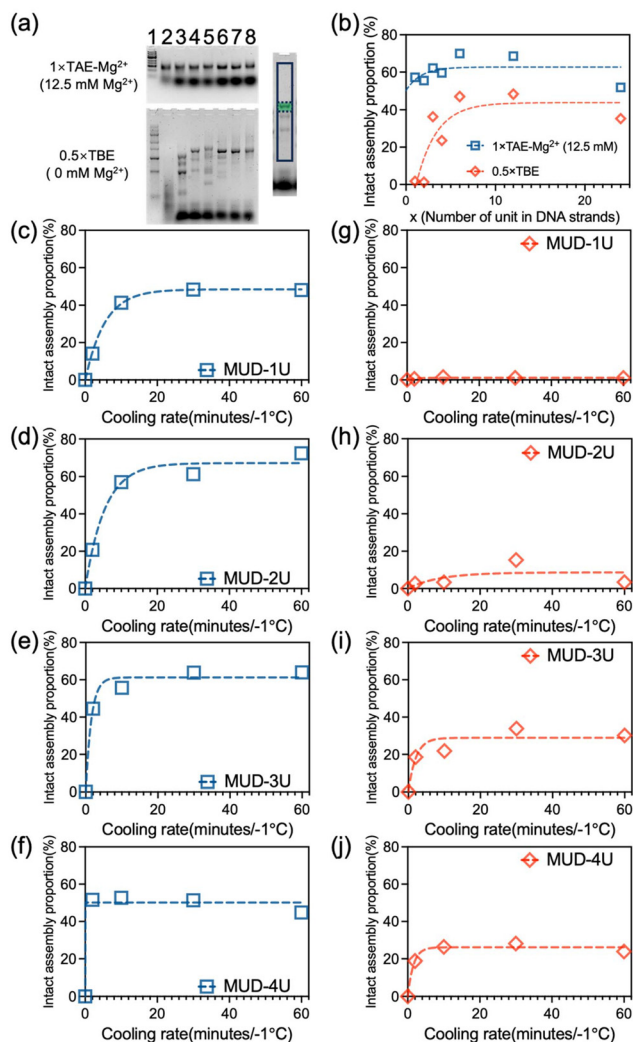 (a)
12345678
1×TAE-Mg²⁺
(12.5 mM Mg²⁺)
0.5×TBE
( 0 mM Mg²⁺)
(b)
Intact assembly proportion(%)
100
80
60
40
20
0
0 10 20
1×TAE-Mg²⁺ (12.5 mM)
0.5×TBE
x (Number of unit in DNA strands)
(c)
Intact assembly proportion(%)
80
60
40
20
0
MUD-1U
0 20 40 60
Cooling rate(minutes/-1°C)
(g)
Intact assembly proportion(%)
MUD-1U
80
60
40
20
0
0 20 40 60
Cooling rate(minutes/-1°C)
(d)
Intact assembly proportion(%)
80
60
40
20
0
MUD-2U
0 20 40 60
Cooling rate(minutes/-1°C)
(h)
Intact assembly proportion(%)
MUD-2U
80
60
40
20
0
0 20 40 60
Cooling rate(minutes/-1°C)
(e)
Intact assembly proportion(%)
80
60
40
20
0
MUD-3U
0 20 40 60
Cooling rate(minutes/-1°C)
(i)
Intact assembly proportion(%)
MUD-3U
80
60
40
20
0
0 20 40 60
Cooling rate(minutes/-1°C)
(f)
Intact assembly proportion(%)
80
60
40
20
0
MUD-4U
0 20 40 60
Cooling rate(minutes/-1°C)
(j)
Intact assembly proportion(%)
MUD-4U
80
60
40
20
0
0 20 40 60
Cooling rate(minutes/-1°C)